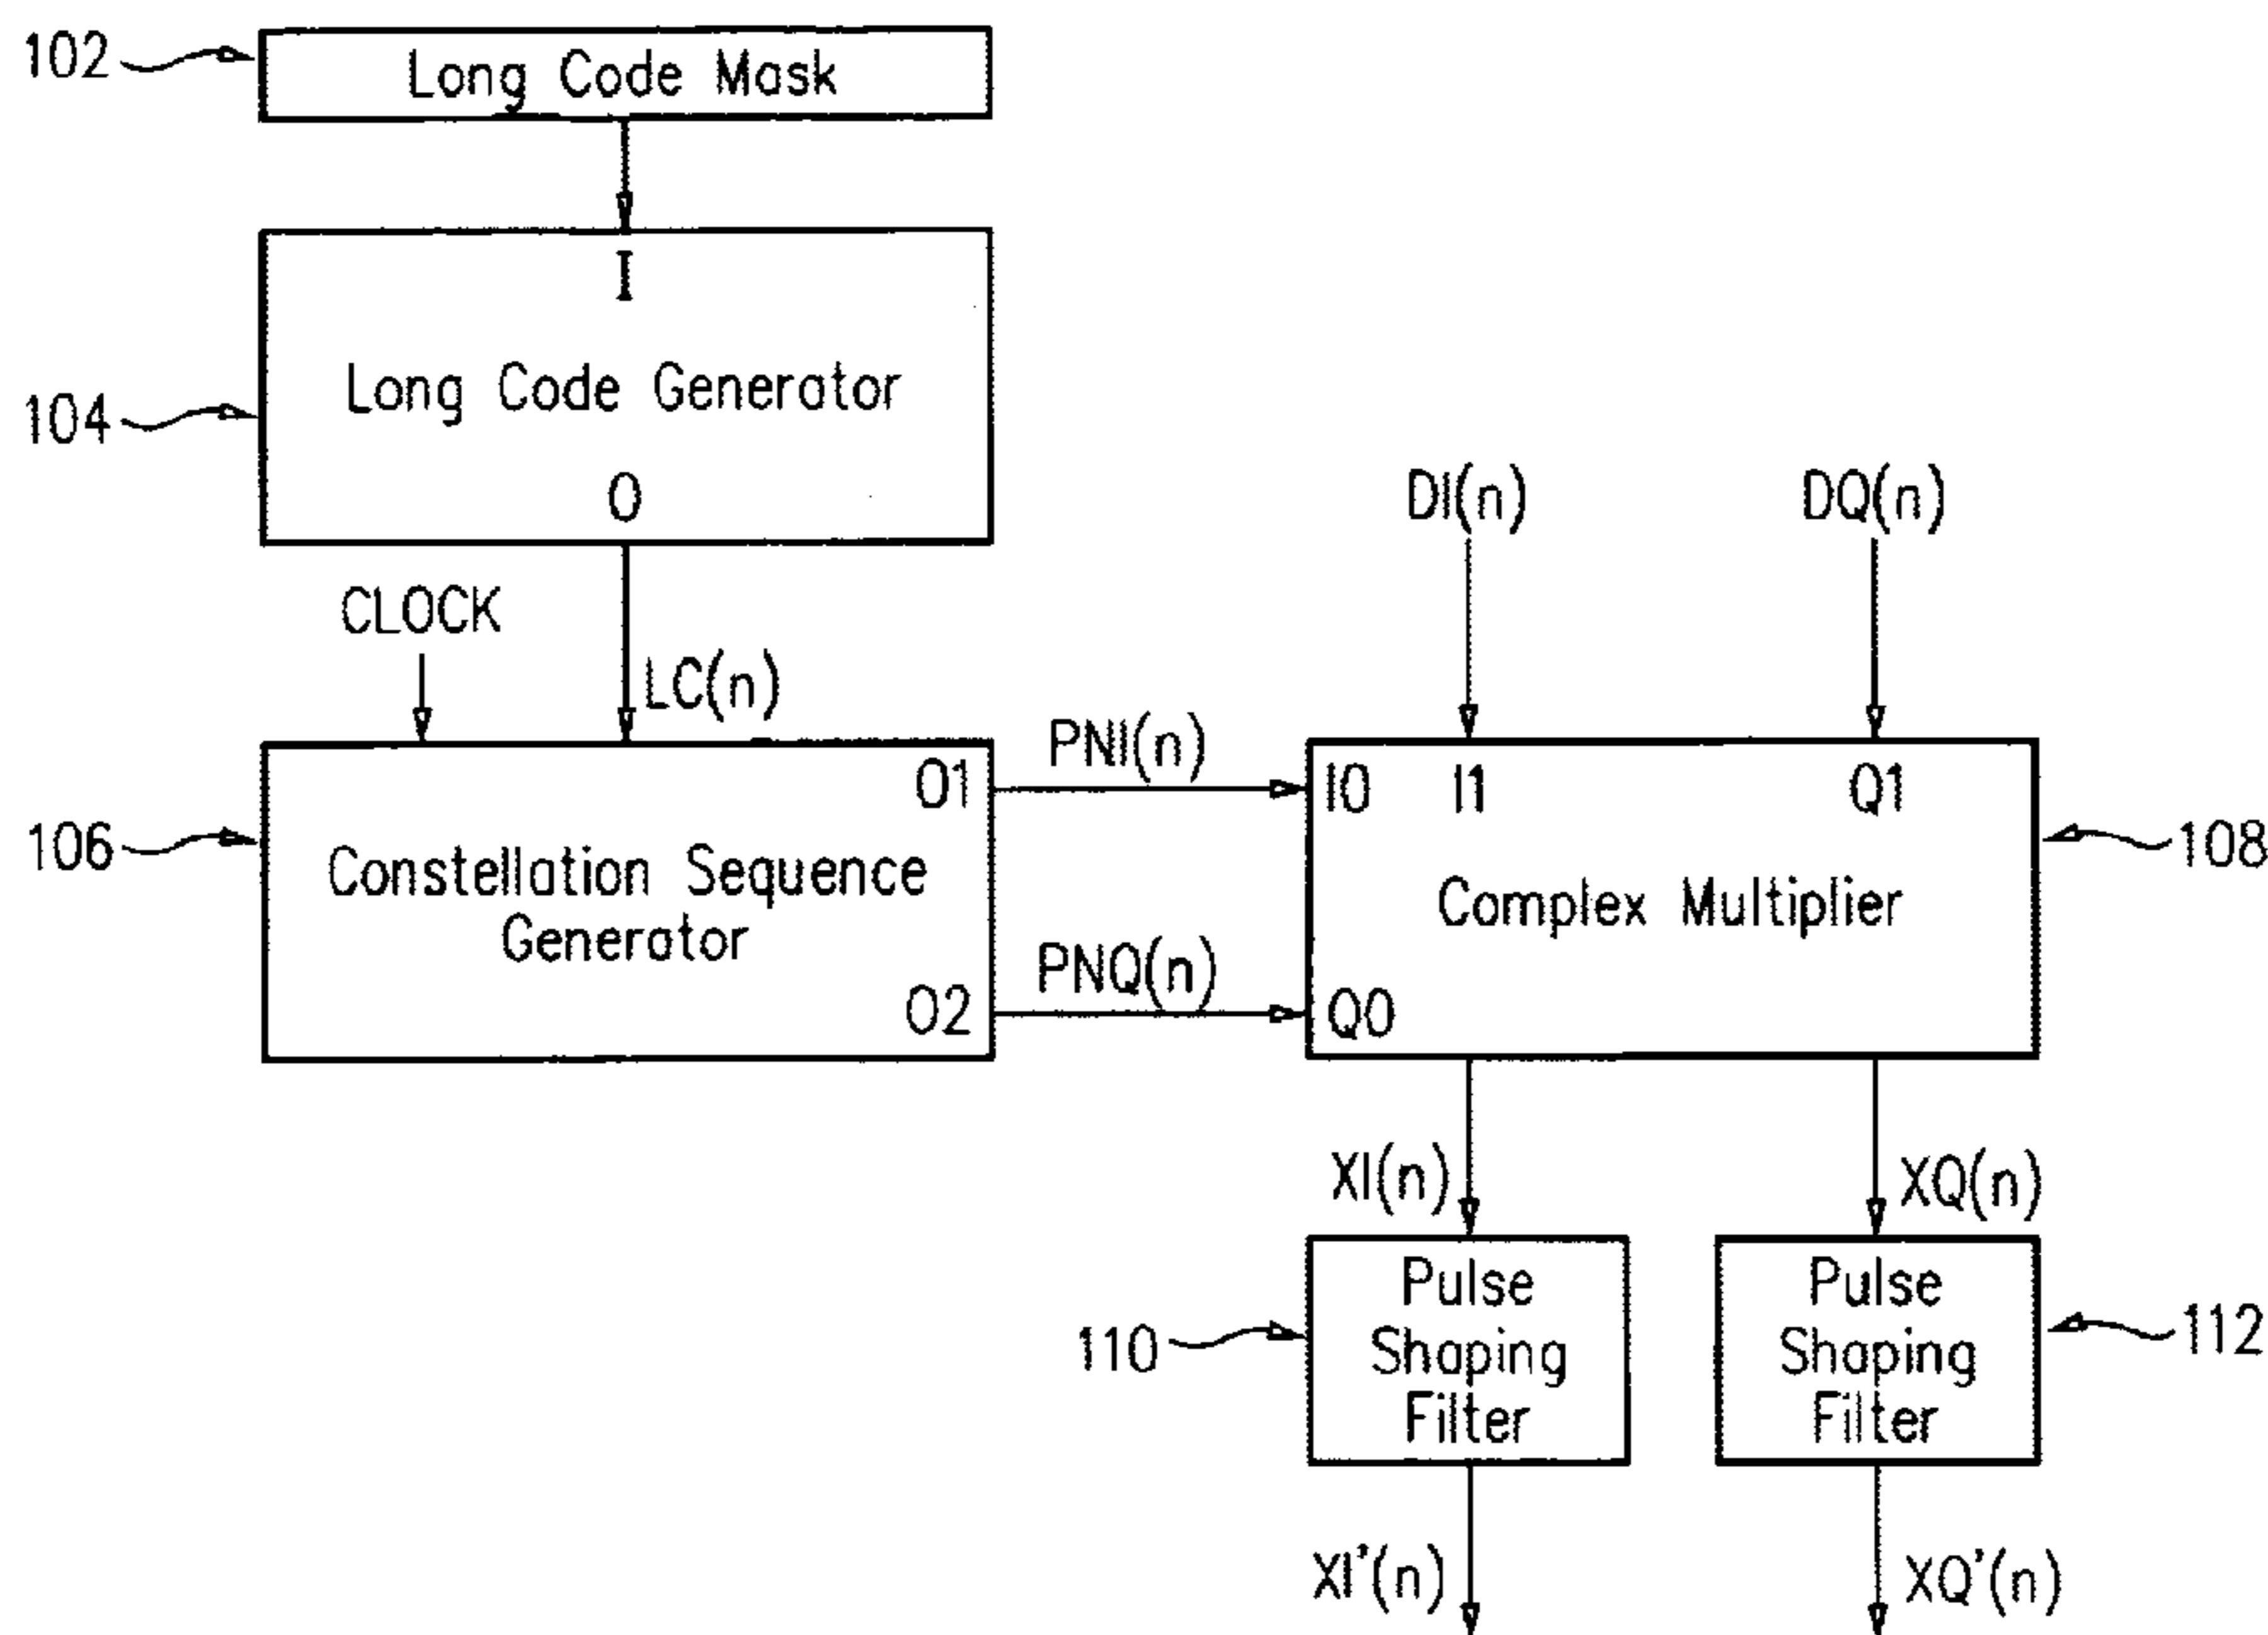 102
Long Code Mask
I
104
Long Code Generator
O
CLOCK
LC(n)
DI(n)
DQ(n)
106
O1
Constellation Sequence
Generator
O2
PNI(n)
PNQ(n)
I0
I1
Q1
Complex Multiplier
Q0
108
XI(n)
XQ(n)
110
Pulse
Shaping
Filter
Pulse
Shaping
Filter
112
XI'(n)
XQ'(n)